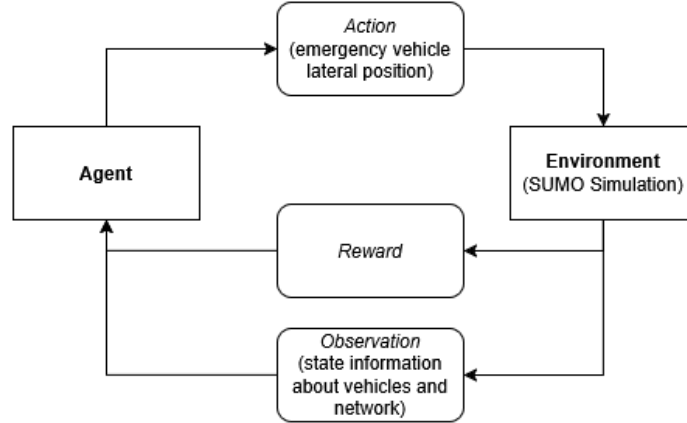 Action
(emergency vehicle
lateral position)
Agent
Environment
(SUMO Simulation)
Reward
Observation
(state information
about vehicles and
network)